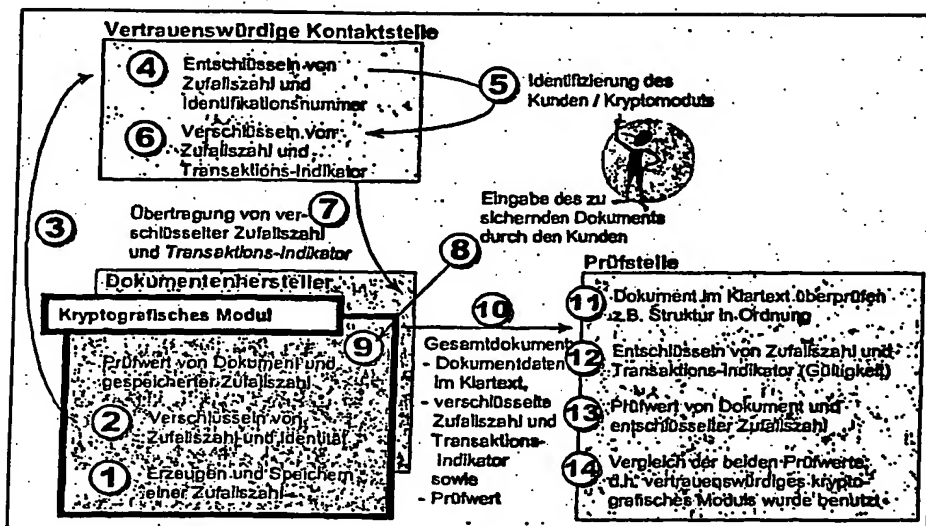 Vertrauenswürdige Kontaktstelle
4 Entschlüsseln von
Zufallszahl und
Identifikationsnummer
5 Identifizierung des
Kunden / Kryptomoduls
6 Verschlüsseln von
Zufallszahl und
Transaktions-Indikator
3
Übertragung von ver-
schlüsselter Zufallszahl
und Transaktions-Indikator
7
Eingabe des zu
sichernden Dokuments
durch den Kunden
8
Dokumentenhersteller
Kryptografisches Modul
9
Prüfwert von Dokument und
gespeicherter Zufallszahl
2 Verschlüsseln von
Zufallszahl und Identität
1 Erzeugen und Speichern
einer Zufallszahl
10
Gesamtdokument
- Dokumentdaten
im Klartext,
- verschlüsselte
Zufallszahl und
Transaktions-
Indikator
sowie
- Prüfwert
Prüfstelle
11 Dokument im Klartext überprüfen
z.B. Struktur in Ordnung
12 Entschlüsseln von Zufallszahl und
Transaktions-Indikator (Gültigkeit)
13 Prüfwert von Dokument und
entschlüsselter Zufallszahl
14 Vergleich der beiden Prüfwerte,
d.h. vertrauenswürdiges krypto-
grafisches Moduls wurde benutzt